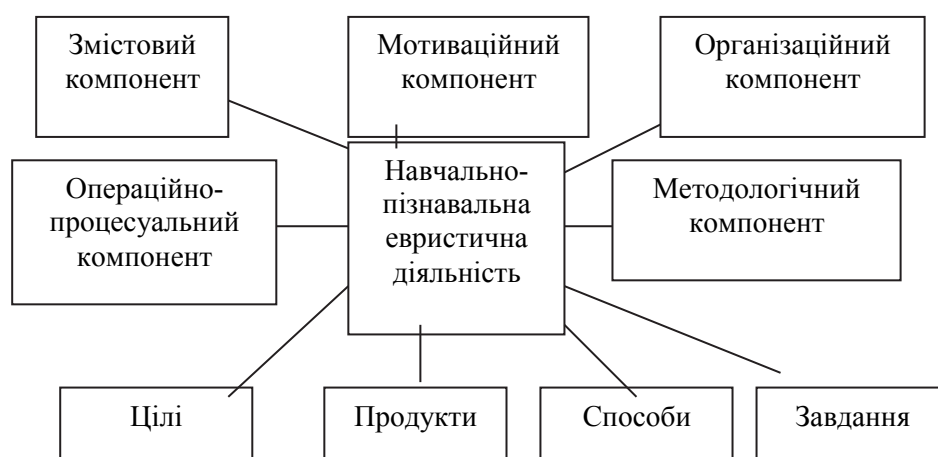 Змістовий
компонент
Мотиваційний
компонент
Організаційний
компонент
Операційно-
процесуальний
компонент
Навчально-
пізнавальна
евристична
діяльність
Методологічний
компонент
Цілі
Продукти
Способи
Завдання